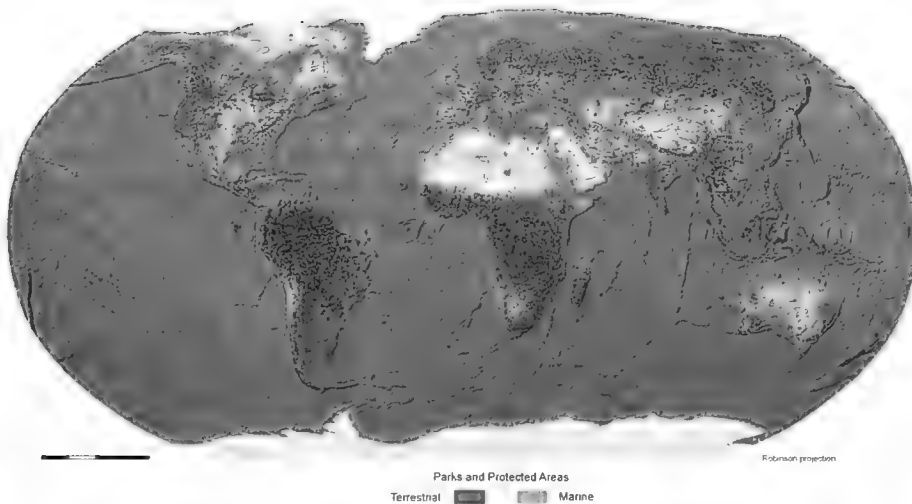 Robinson projection
Parks and Protected Areas
Terrestrial Marine